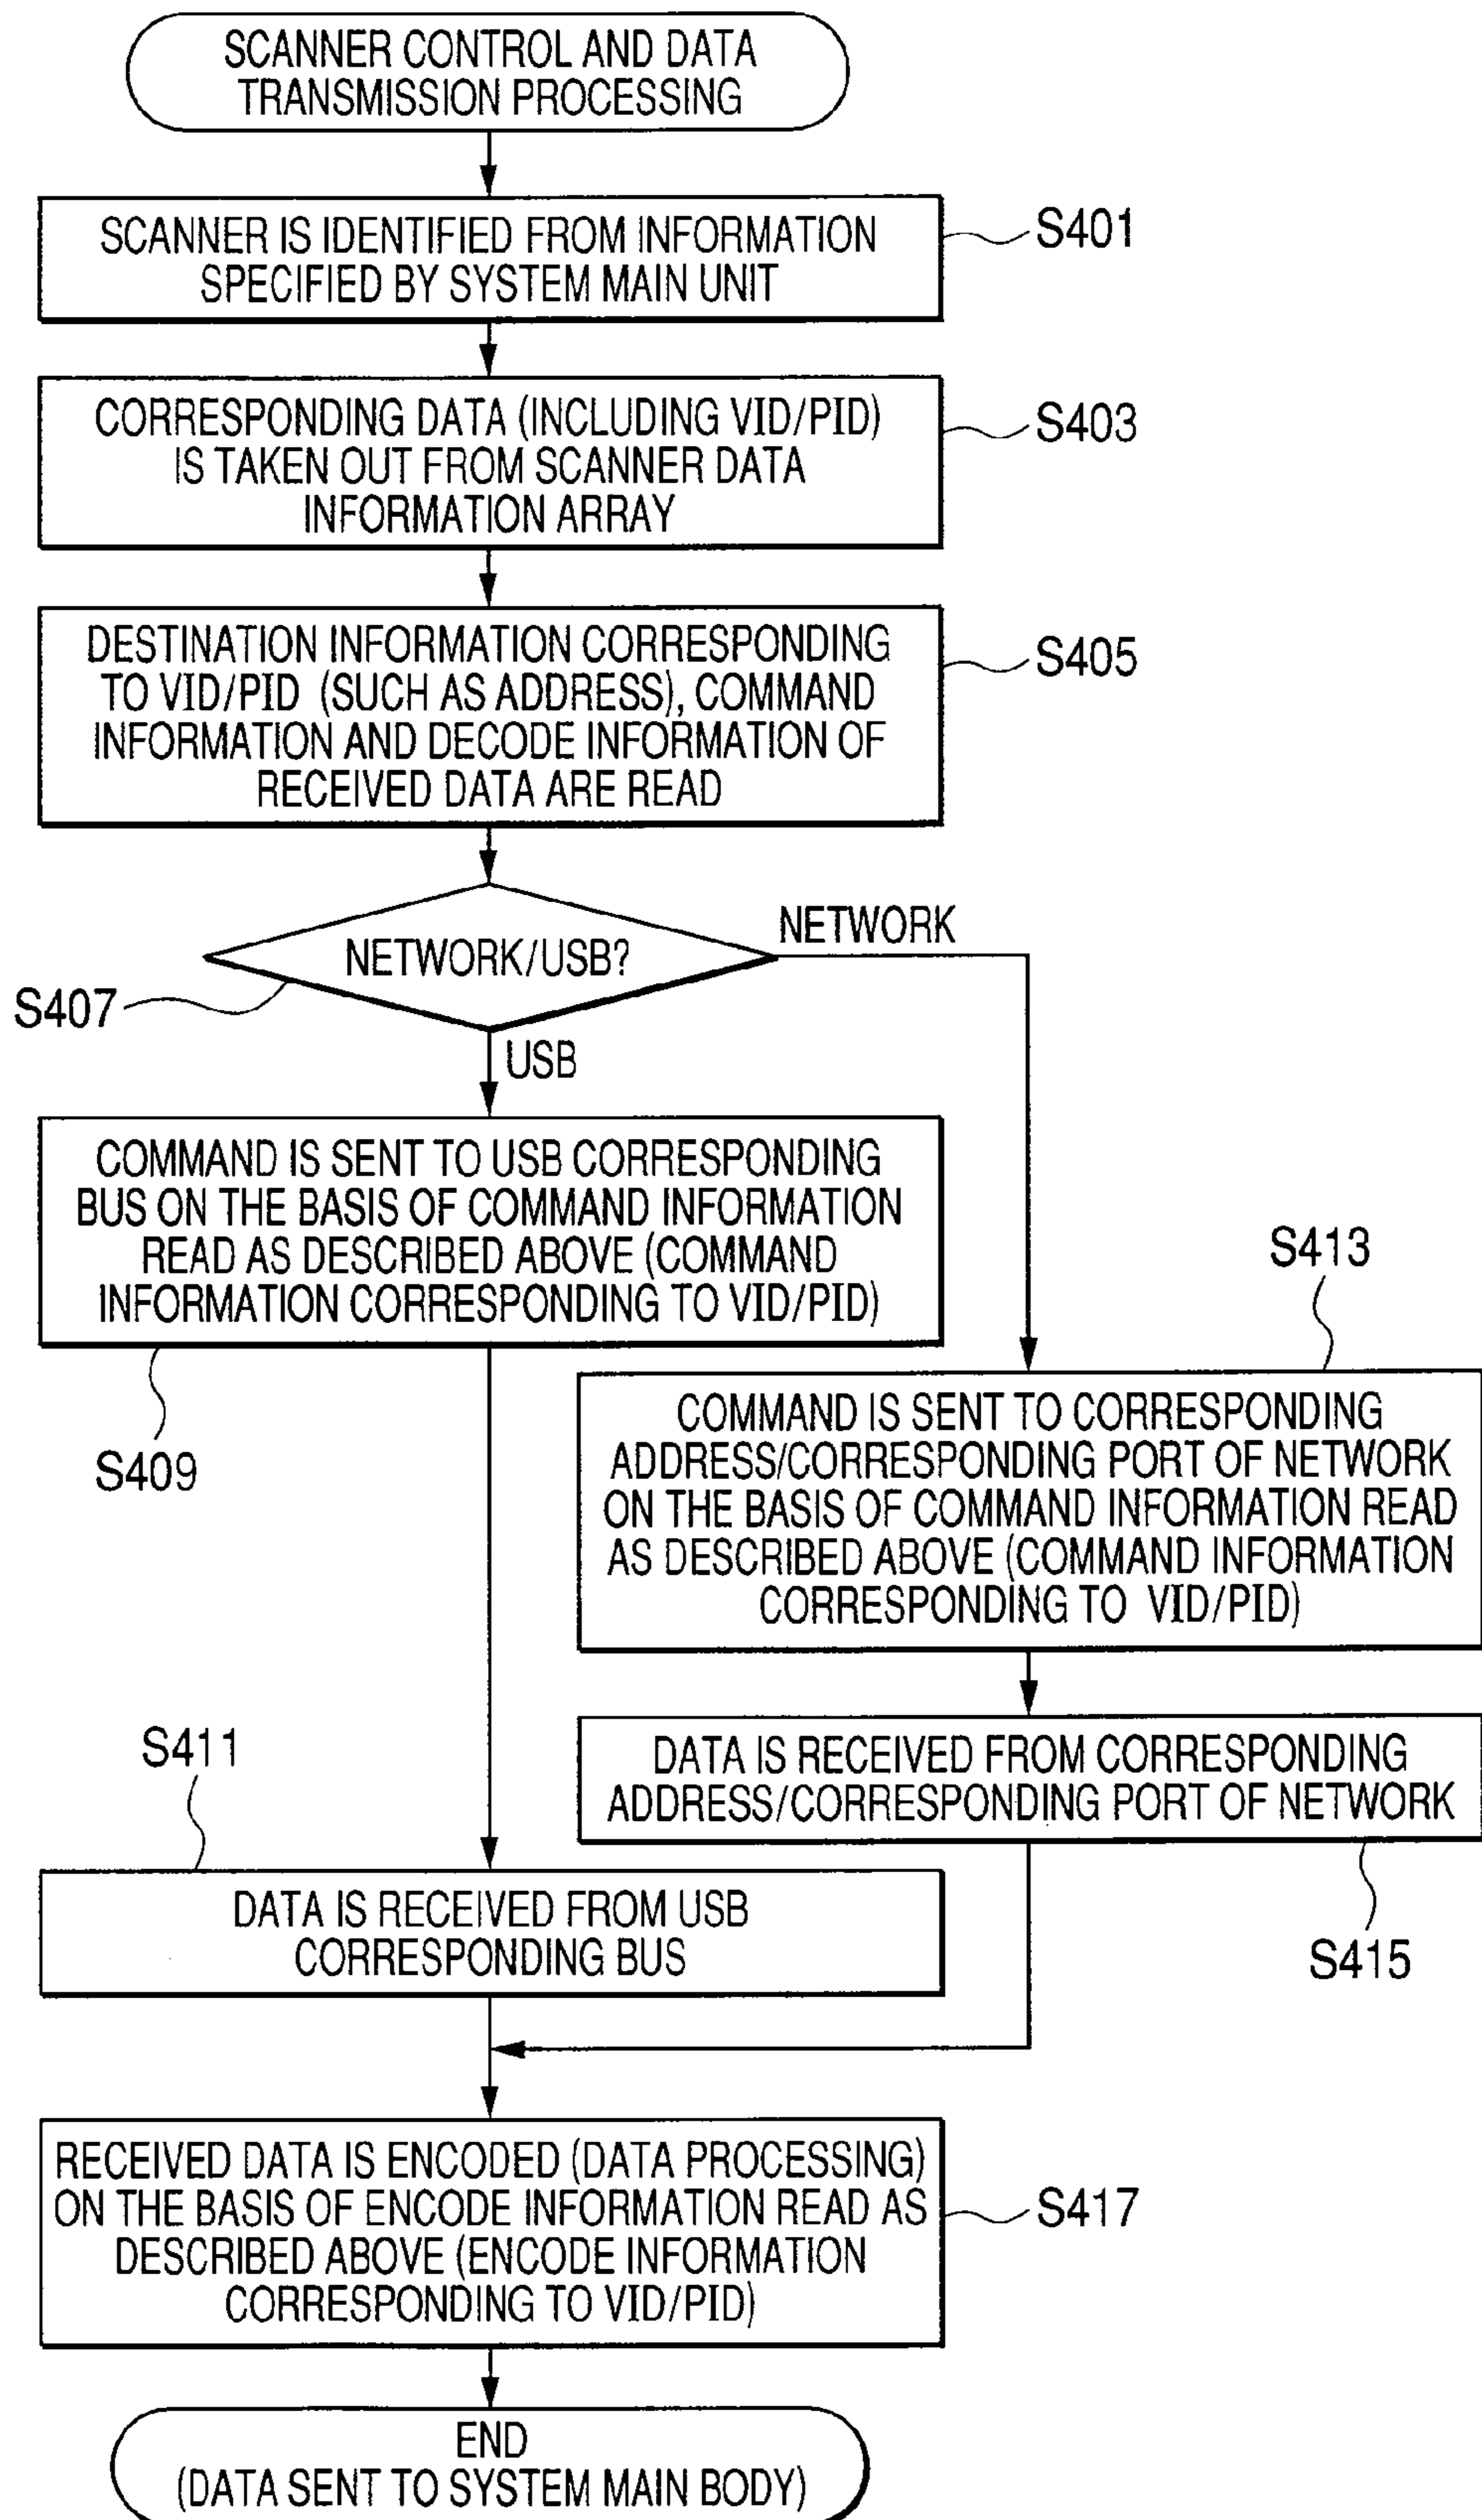 SCANNER CONTROL AND DATA
TRANSMISSION PROCESSING
SCANNER IS IDENTIFIED FROM INFORMATION
SPECIFIED BY SYSTEM MAIN UNIT
S401
CORRESPONDING DATA (INCLUDING VID/PID)
IS TAKEN OUT FROM SCANNER DATA
INFORMATION ARRAY
S403
DESTINATION INFORMATION CORRESPONDING
TO VID/PID (SUCH AS ADDRESS), COMMAND
INFORMATION AND DECODE INFORMATION OF
RECEIVED DATA ARE READ
S405
NETWORK/USB?
NETWORK
S407
USB
COMMAND IS SENT TO USB CORRESPONDING
BUS ON THE BASIS OF COMMAND INFORMATION
READ AS DESCRIBED ABOVE (COMMAND
INFORMATION CORRESPONDING TO VID/PID)
S409
S413
COMMAND IS SENT TO CORRESPONDING
ADDRESS/CORRESPONDING PORT OF NETWORK
ON THE BASIS OF COMMAND INFORMATION READ
AS DESCRIBED ABOVE (COMMAND INFORMATION
CORRESPONDING TO VID/PID)
DATA IS RECEIVED FROM CORRESPONDING
ADDRESS/CORRESPONDING PORT OF NETWORK
S415
S411
DATA IS RECEIVED FROM USB
CORRESPONDING BUS
RECEIVED DATA IS ENCODED (DATA PROCESSING)
ON THE BASIS OF ENCODE INFORMATION READ AS
DESCRIBED ABOVE (ENCODE INFORMATION
CORRESPONDING TO VID/PID)
S417
END
(DATA SENT TO SYSTEM MAIN BODY)